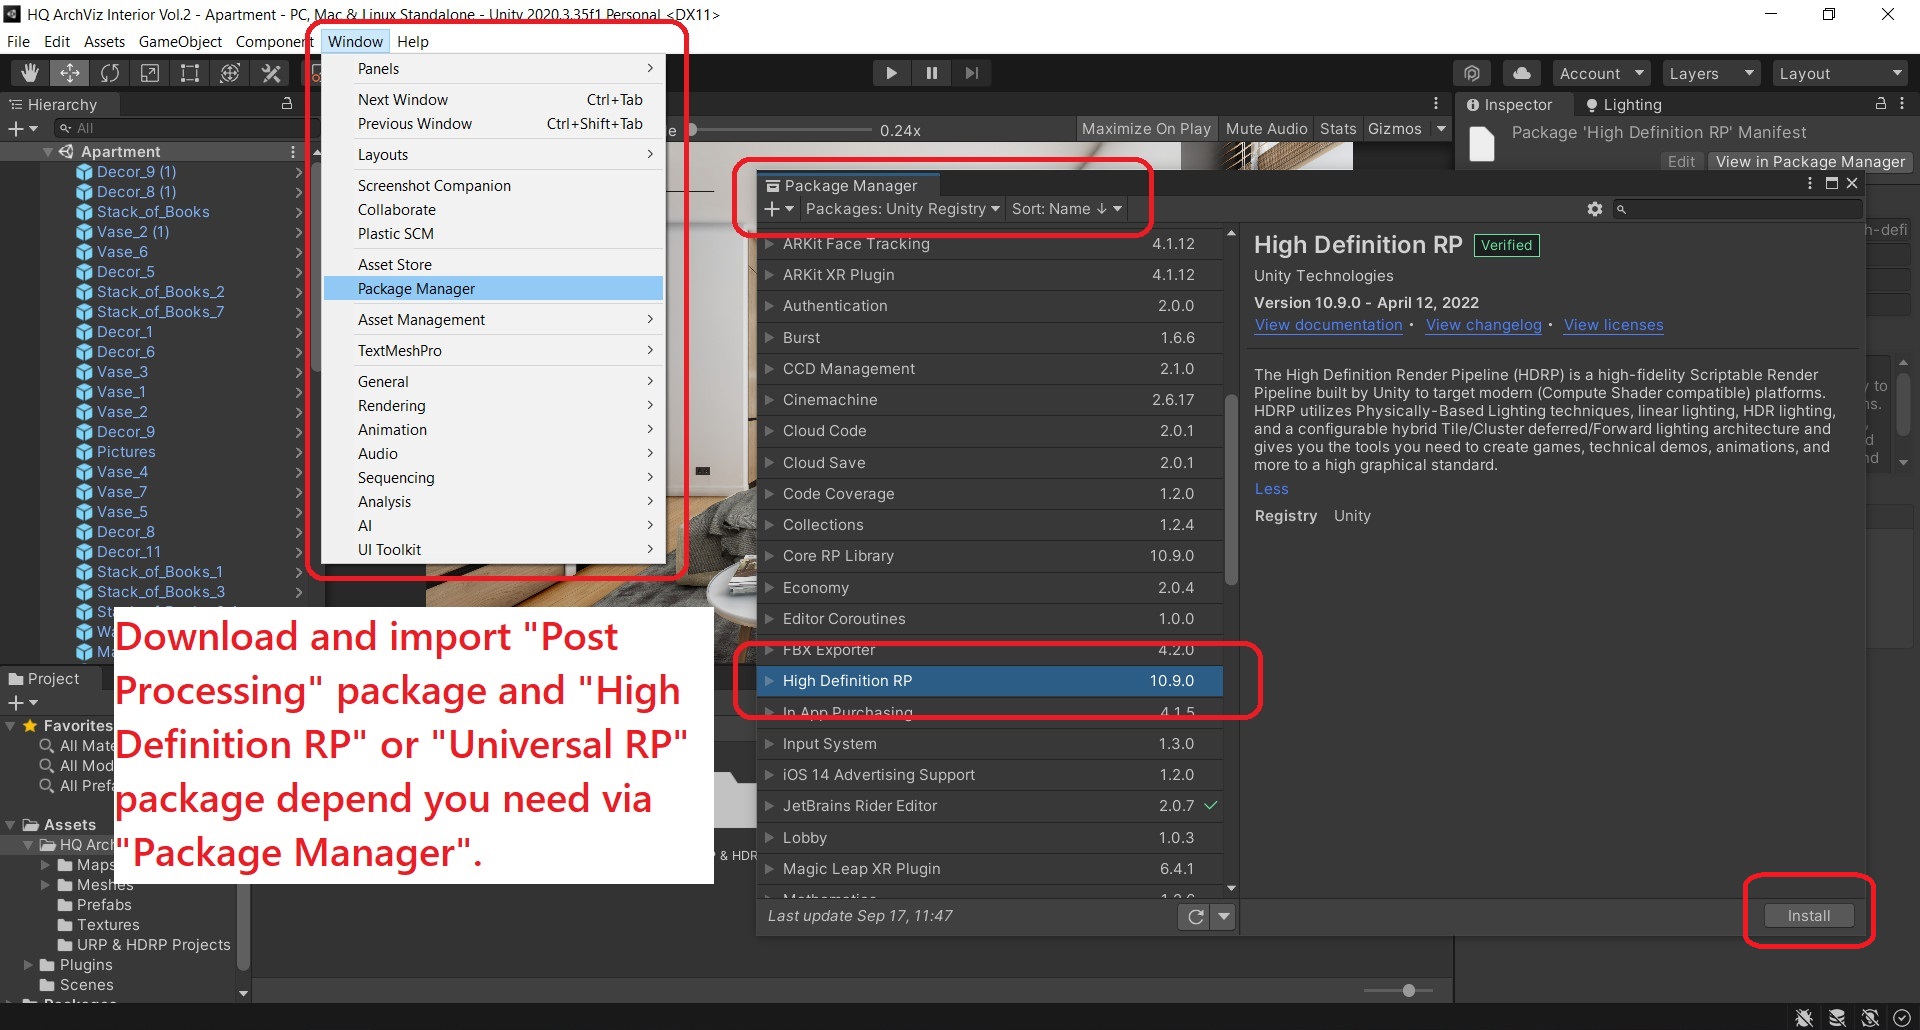 HQ ArchViz Interior Vol.2 - Apartment - PC, Mac & Linux Standalone - Unity 2020.3.35f1 Personal <DX11>
File Edit Assets GameObject Component Window Help
Account Layers Layout
Hierarchy
All
Apartment
Decor_9 (1)
Decor_8 (1)
Stack_of_Books
Vase_2 (1)
Vase_6
Decor_5
Stack_of_Books_2
Stack_of_Books_7
Decor_1
Decor_6
Vase_3
Vase_1
Vase_2
Decor_9
Pictures
Vase_4
Vase_7
Vase_5
Decor_8
Decor_11
Stack_of_Books_1
Stack_of_Books_3
Panels
Next Window Ctrl+Tab
Previous Window Ctrl+Shift+Tab
Layouts
Screenshot Companion
Collaborate
Plastic SCM
Asset Store
Package Manager
Asset Management
TextMeshPro
General
Rendering
Animation
Audio
Sequencing
Analysis
AI
UI Toolkit
0.24x Maximize On Play Mute Audio Stats Gizmos
Inspector Lighting
Package 'High Definition RP' Manifest
Edit View in Package Manager
Package Manager
Packages: Unity Registry Sort: Name ↓
ARKit Face Tracking 4.1.12
ARKit XR Plugin 4.1.12
Authentication 2.0.0
Burst 1.6.6
CCD Management 2.1.0
Cinemachine 2.6.17
Cloud Code 2.0.1
Cloud Save 2.0.1
Code Coverage 1.2.0
Collections 1.2.4
Core RP Library 10.9.0
Economy 2.0.4
Editor Coroutines 1.0.0
FBX Exporter 4.2.0
High Definition RP 10.9.0
In App Purchasing 4.1.5
Input System 1.3.0
iOS 14 Advertising Support 1.2.0
JetBrains Rider Editor 2.0.7
Lobby 1.0.3
Magic Leap XR Plugin 6.4.1
Last update Sep 17, 11:47
High Definition RP Verified
Unity Technologies
Version 10.9.0 - April 12, 2022
View documentation • View changelog • View licenses
The High Definition Render Pipeline (HDRP) is a high-fidelity Scriptable Render
Pipeline built by Unity to target modern (Compute Shader compatible) platforms.
HDRP utilizes Physically-Based Lighting techniques, linear lighting, HDR lighting,
and a configurable hybrid Tile/Cluster deferred/Forward lighting architecture and
gives you the tools you need to create games, technical demos, animations, and
more to a high graphical standard.
Less
Registry Unity
Install
Download and import "Post
Processing" package and "High
Definition RP" or "Universal RP"
package depend you need via
"Package Manager".
Project
Favorites
All
All
All
Assets
HQ
Maps
Meshes
Prefabs
Textures
URP & HDRP Projects
Plugins
Scenes